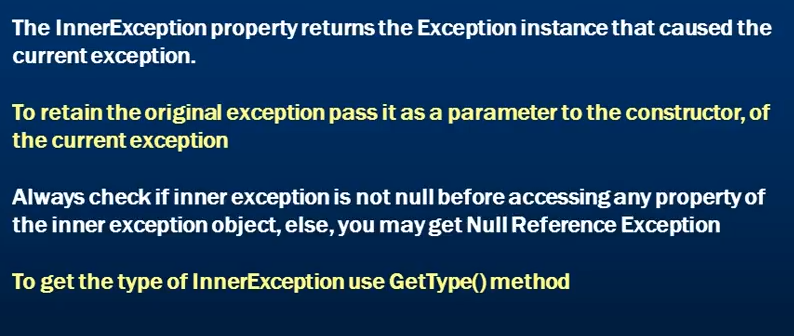 The InnerException property returns the Exception instance that caused the
current exception.
To retain the original exception pass it as a parameter to the constructor, of
the current exception
Always check if inner exception is not null before accessing any property of
the inner exception object, else, you may get Null Reference Exception
To get the type of InnerException use GetType() method